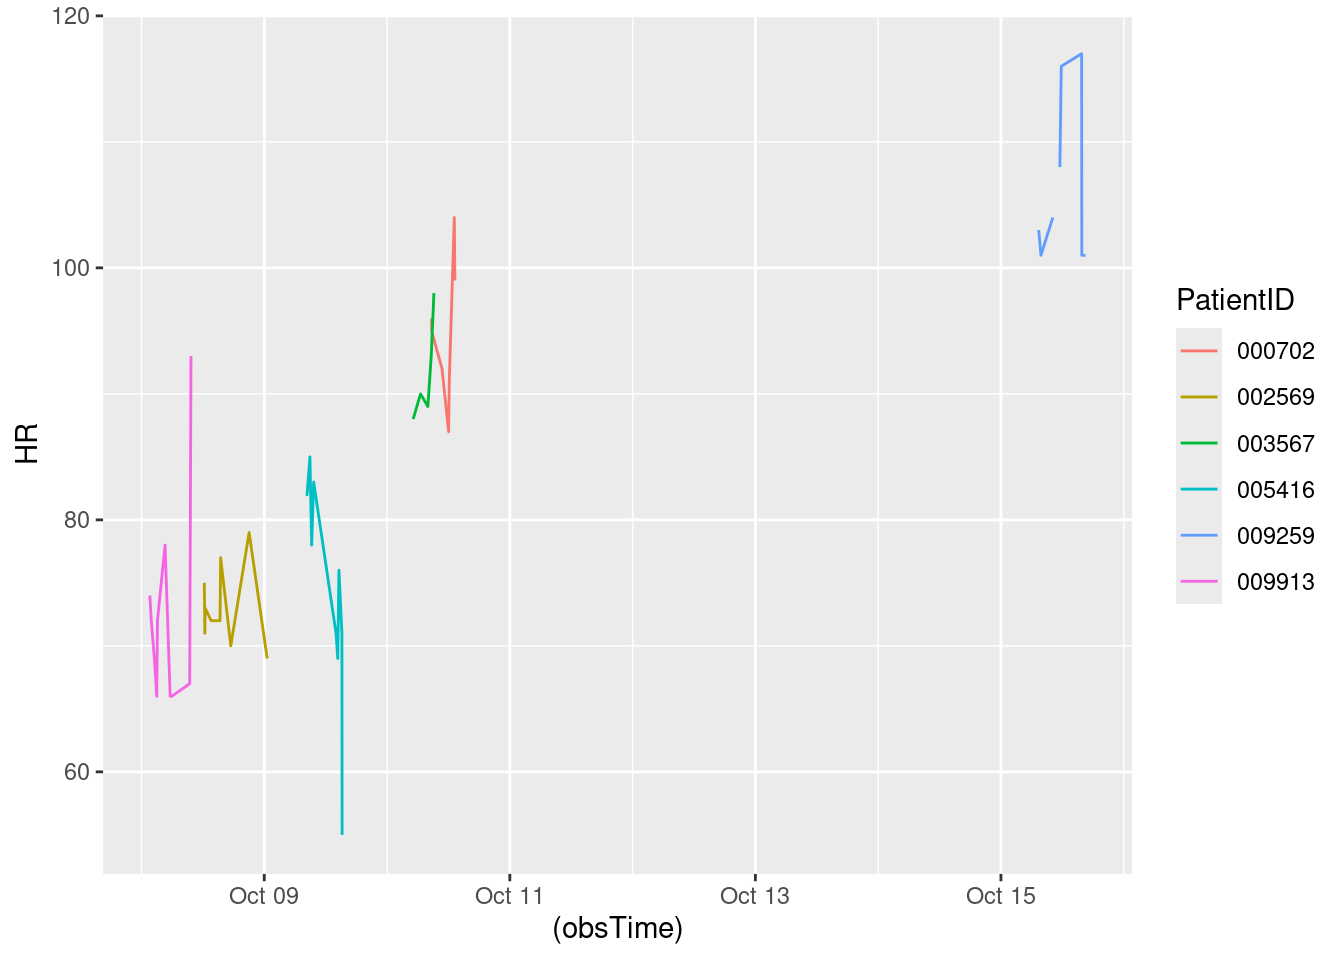 120
100
80
60
HR
Oct 09
Oct 11
Oct 13
Oct 15
(obsTime)
PatientID
000702
002569
003567
005416
009259
009913